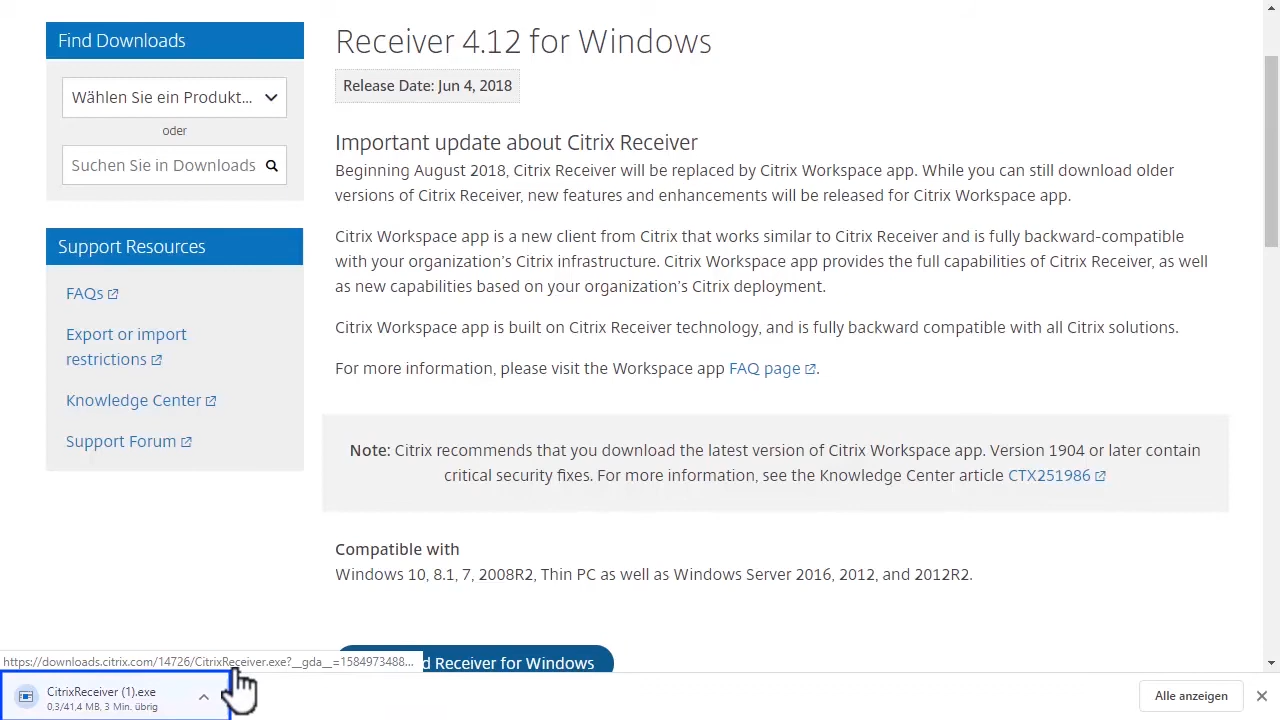 Find Downloads
Wählen Sie ein Produkt...
oder
Suchen Sie in Downloads
Support Resources
FAQs
Export or import
restrictions
Knowledge Center
Support Forum
Receiver 4.12 for Windows
Release Date: Jun 4, 2018
Important update about Citrix Receiver
Beginning August 2018, Citrix Receiver will be replaced by Citrix Workspace app. While you can still download older
versions of Citrix Receiver, new features and enhancements will be released for Citrix Workspace app.
Citrix Workspace app is a new client from Citrix that works similar to Citrix Receiver and is fully backward-compatible
with your organization’s Citrix infrastructure. Citrix Workspace app provides the full capabilities of Citrix Receiver, as well
as new capabilities based on your organization’s Citrix deployment.
Citrix Workspace app is built on Citrix Receiver technology, and is fully backward compatible with all Citrix solutions.
For more information, please visit the Workspace app FAQ page.
Note: Citrix recommends that you download the latest version of Citrix Workspace app. Version 1904 or later contain
critical security fixes. For more information, see the Knowledge Center article CTX251986
Compatible with
Windows 10, 8.1, 7, 2008R2, Thin PC as well as Windows Server 2016, 2012, and 2012R2.
d Receiver for Windows
https://downloads.citrix.com/14726/CitrixReceiver.exe?__gda__=1584973488...
CitrixReceiver (1).exe
0.3/41,4 MB, 3 Min. übrig
Alle anzeigen